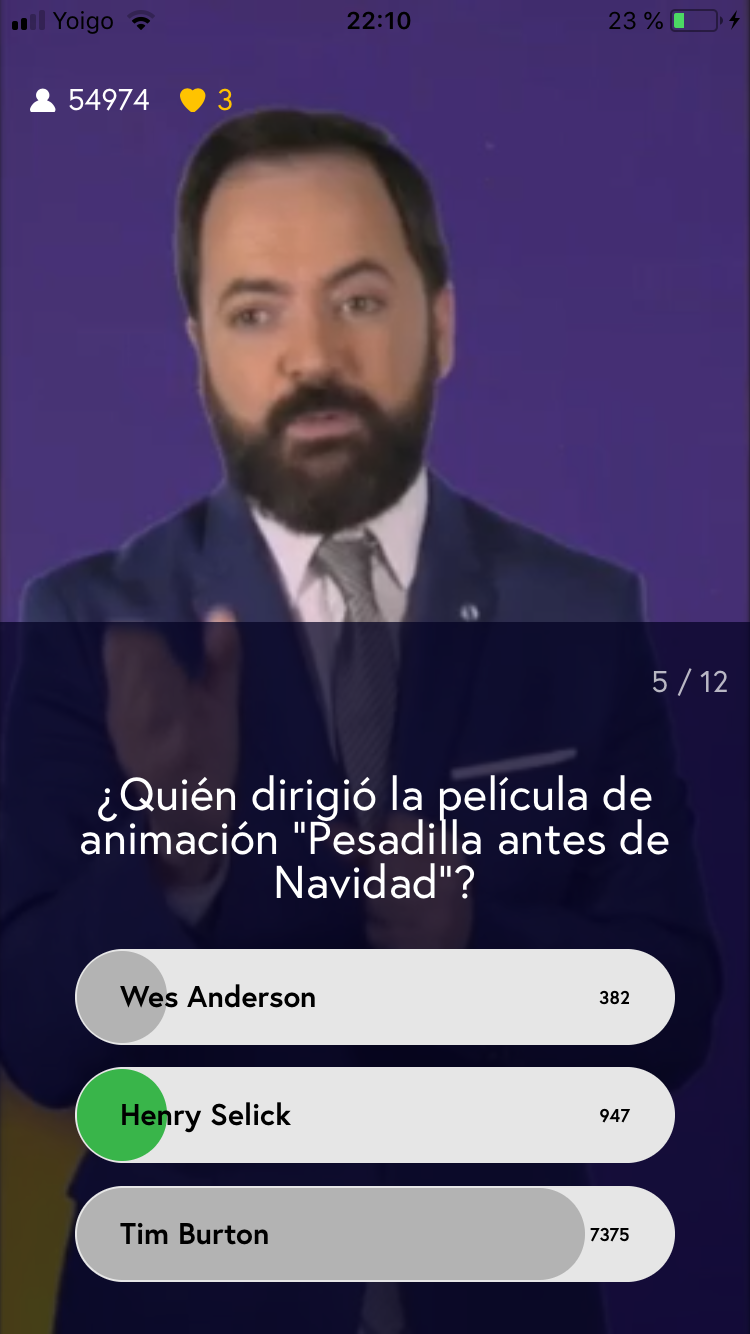 Yoigo 22:10 23 %
54974 3
5 / 12
¿Quién dirigió la película de
animación "Pesadilla antes de
Navidad"?
Wes Anderson 382
Henry Selick 947
Tim Burton 7375